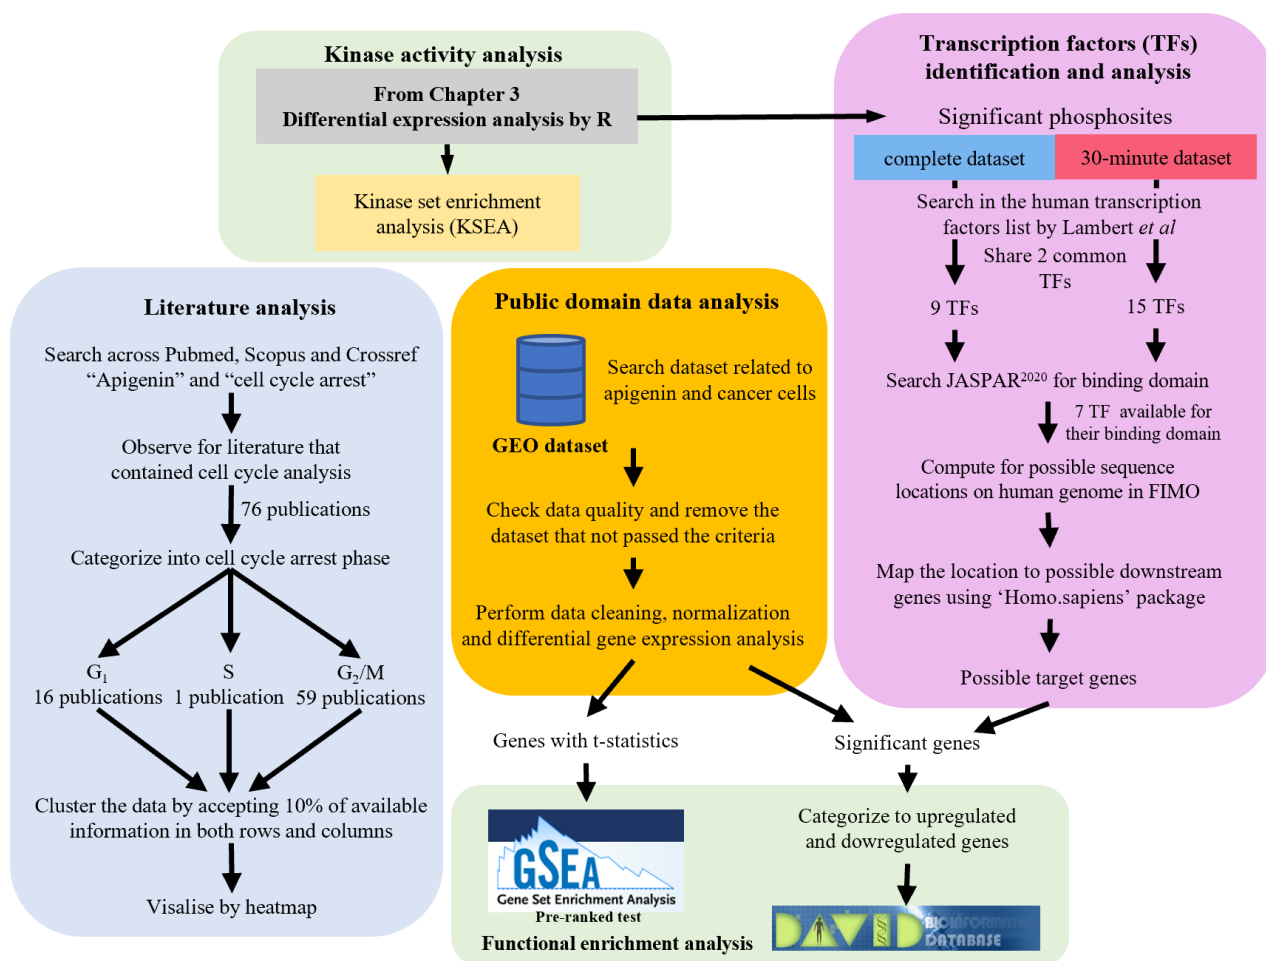 Kinase activity analysis
From Chapter 3
Differential expression analysis by R
Kinase set enrichment
analysis (KSEA)
Transcription factors (TFs)
identification and analysis
Significant phosphosites
complete dataset
30-minute dataset
Search in the human transcription
factors list by Lambert et al
Share 2 common
TFs
9 TFs
15 TFs
Search JASPAR2020 for binding domain
7 TF available for
their binding domain
Compute for possible sequence
locations on human genome in FIMO
Map the location to possible downstream
genes using ‘Homo.sapiens’ package
Possible target genes
Literature analysis
Search across Pubmed, Scopus and Crossref
“Apigenin” and “cell cycle arrest”
Observe for literature that
contained cell cycle analysis
76 publications
Categorize into cell cycle arrest phase
G1
16 publications
S
1 publication
G2/M
59 publications
Cluster the data by accepting 10% of available
information in both rows and columns
Visalise by heatmap
Public domain data analysis
Search dataset related to
apigenin and cancer cells
GEO dataset
Check data quality and remove the
dataset that not passed the criteria
Perform data cleaning, normalization
and differential gene expression analysis
Genes with t-statistics
Significant genes
GSEA
Gene Set Enrichment Analysis
Pre-ranked test
Functional enrichment analysis
Categorize to upregulated
and dowregulated genes
DAVID
BIOINFORMATI
DATABASE